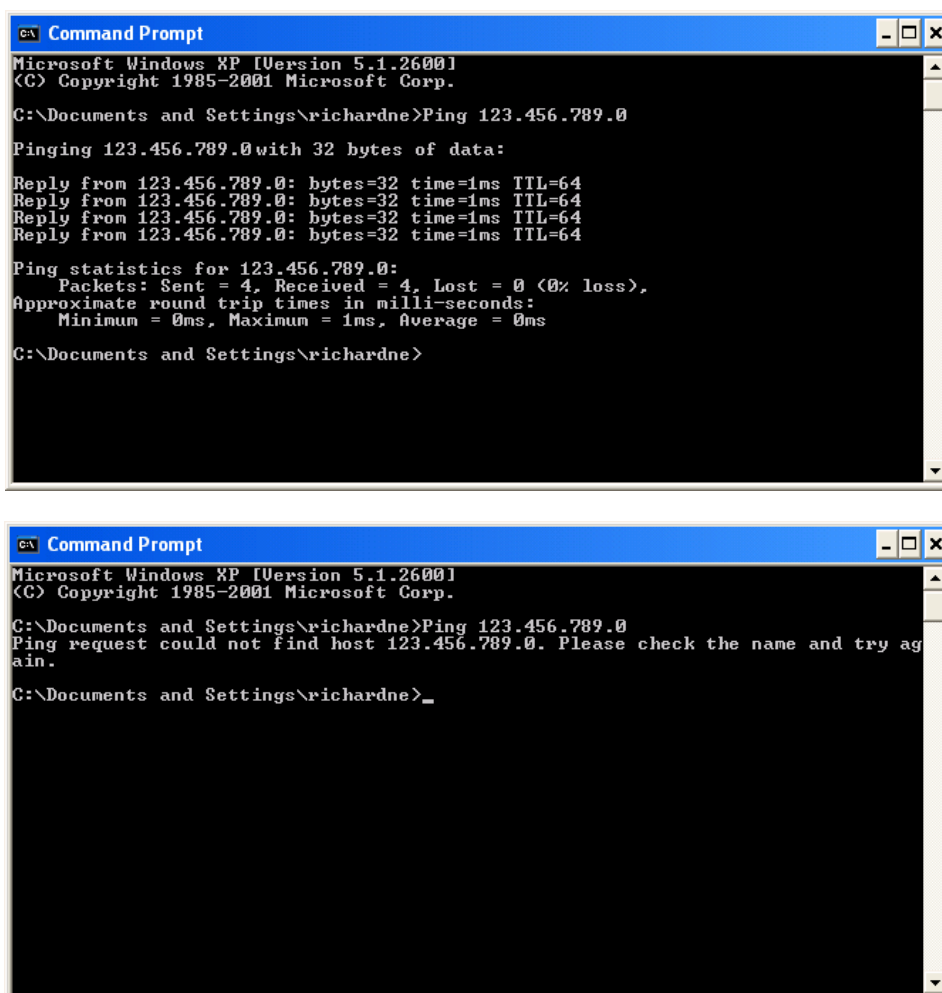 Command Prompt
Microsoft Windows XP [Version 5.1.2600]
(C) Copyright 1985-2001 Microsoft Corp.
C:\Documents and Settings\richardne>Ping 123.456.789.0
Pinging 123.456.789.0 with 32 bytes of data:
Reply from 123.456.789.0: bytes=32 time=1ms TTL=64
Reply from 123.456.789.0: bytes=32 time=1ms TTL=64
Reply from 123.456.789.0: bytes=32 time=1ms TTL=64
Reply from 123.456.789.0: bytes=32 time=1ms TTL=64
Ping statistics for 123.456.789.0:
Packets: Sent = 4, Received = 4, Lost = 0 (0% loss),
Approximate round trip times in milli-seconds:
Minimum = 0ms, Maximum = 1ms, Average = 0ms
C:\Documents and Settings\richardne>
Command Prompt
Microsoft Windows XP [Version 5.1.2600]
(C) Copyright 1985-2001 Microsoft Corp.
C:\Documents and Settings\richardne>Ping 123.456.789.0
Ping request could not find host 123.456.789.0. Please check the name and try ag
ain.
C:\Documents and Settings\richardne>_